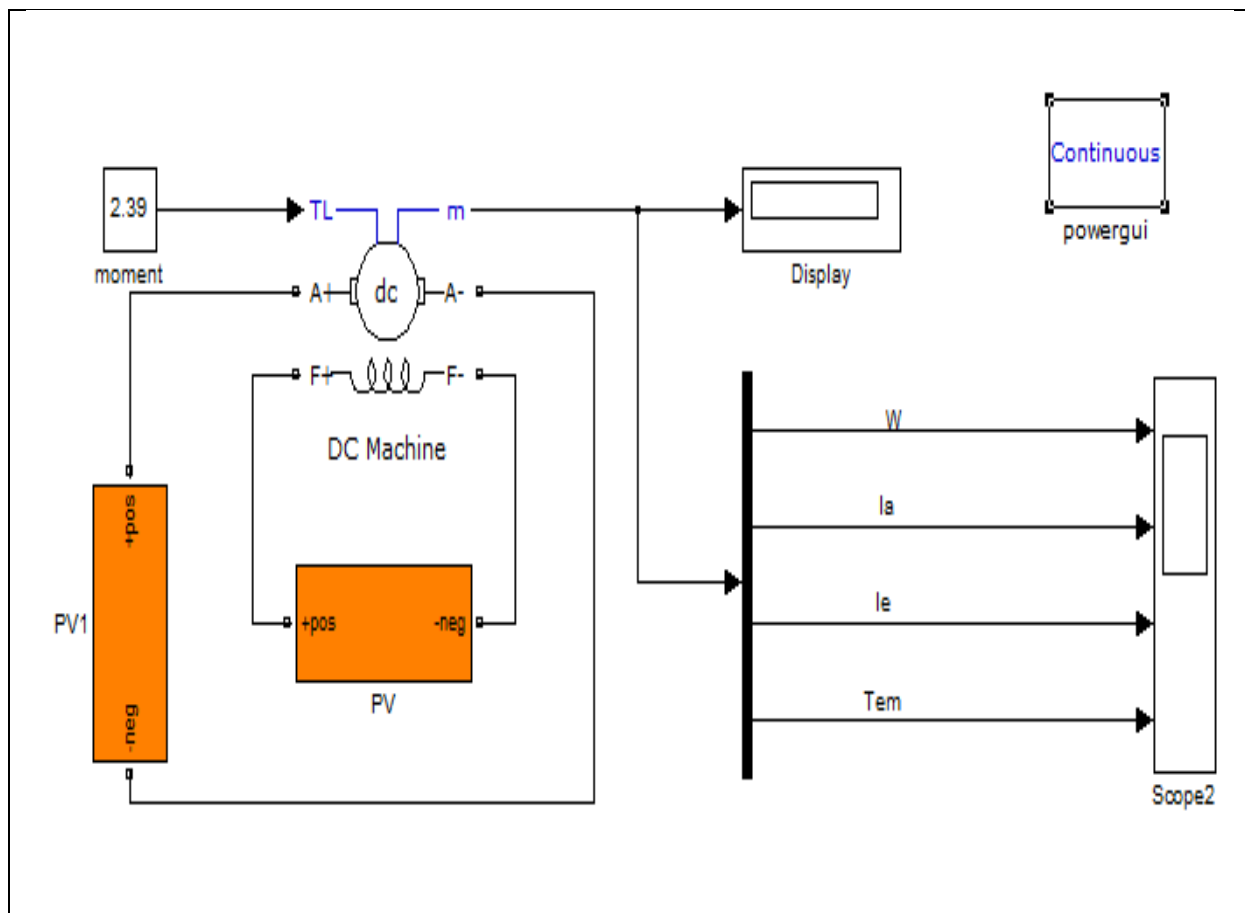 Continuous
powergui
2.39
moment
TL
m
Display
A+
dc
A-
F+
F-
DC Machine
W
Ia
Ie
Tem
+pos
-neg
PV1
+pos
-neg
PV
Scope2